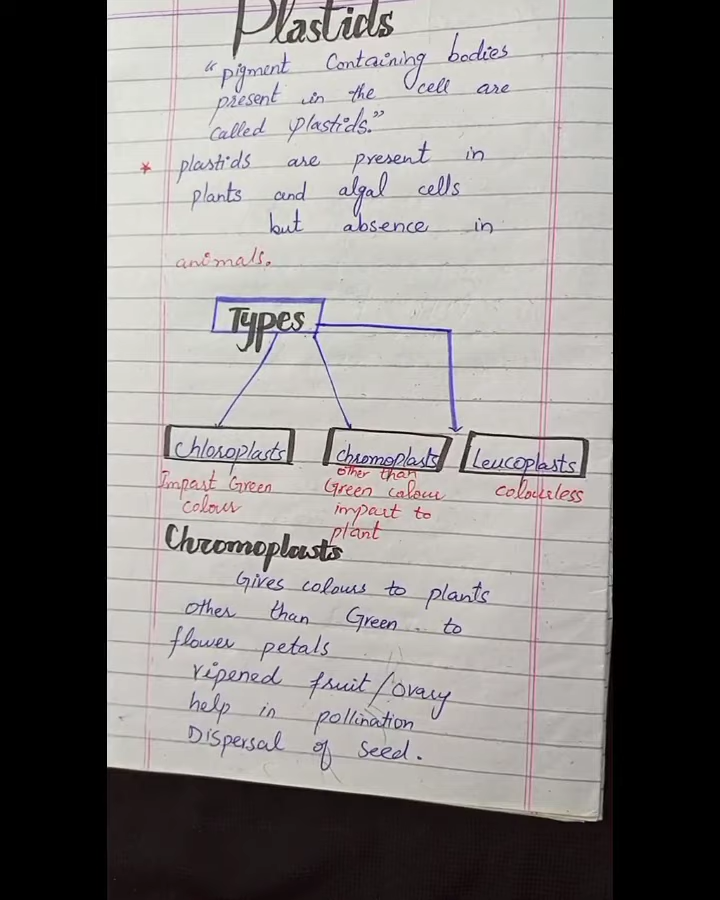 Plastids
"pigment Containing bodies
present in the cell are
called plastids."
* plastids are present in
plants and algal cells
but absence in
animals.
Types
Chloroplasts chromoplasts Leucoplasts
Impart Green colour
other than Green colour impart to plant
colourless
Chromoplasts
Gives colours to plants
other than Green. to
flower petals
ripened fruit/ovary
help in pollination
Dispersal of seed.